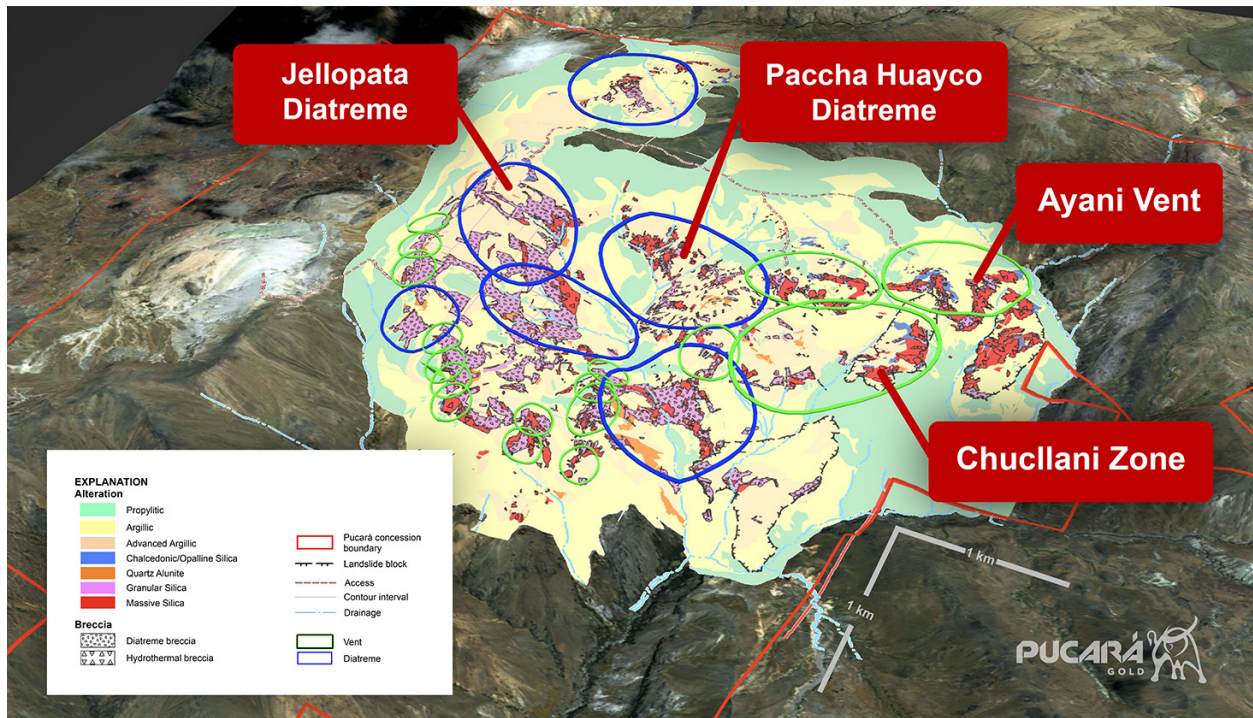 Jellopata
Diatreme
Paccha Huayco
Diatreme
Ayani Vent
Chucllani Zone
EXPLANATION
Alteration
Propylitic
Argillic
Advanced Argillic
Chalcedonic/Opalline Silica
Quartz Alunite
Granular Silica
Massive Silica
Breccia
Diatreme breccia
Hydrothermal breccia
Pucará concession
boundary
Landslide block
Access
Contour interval
Drainage
Vent
Diatreme
1 km
1 km
PUCARÁ
GOLD